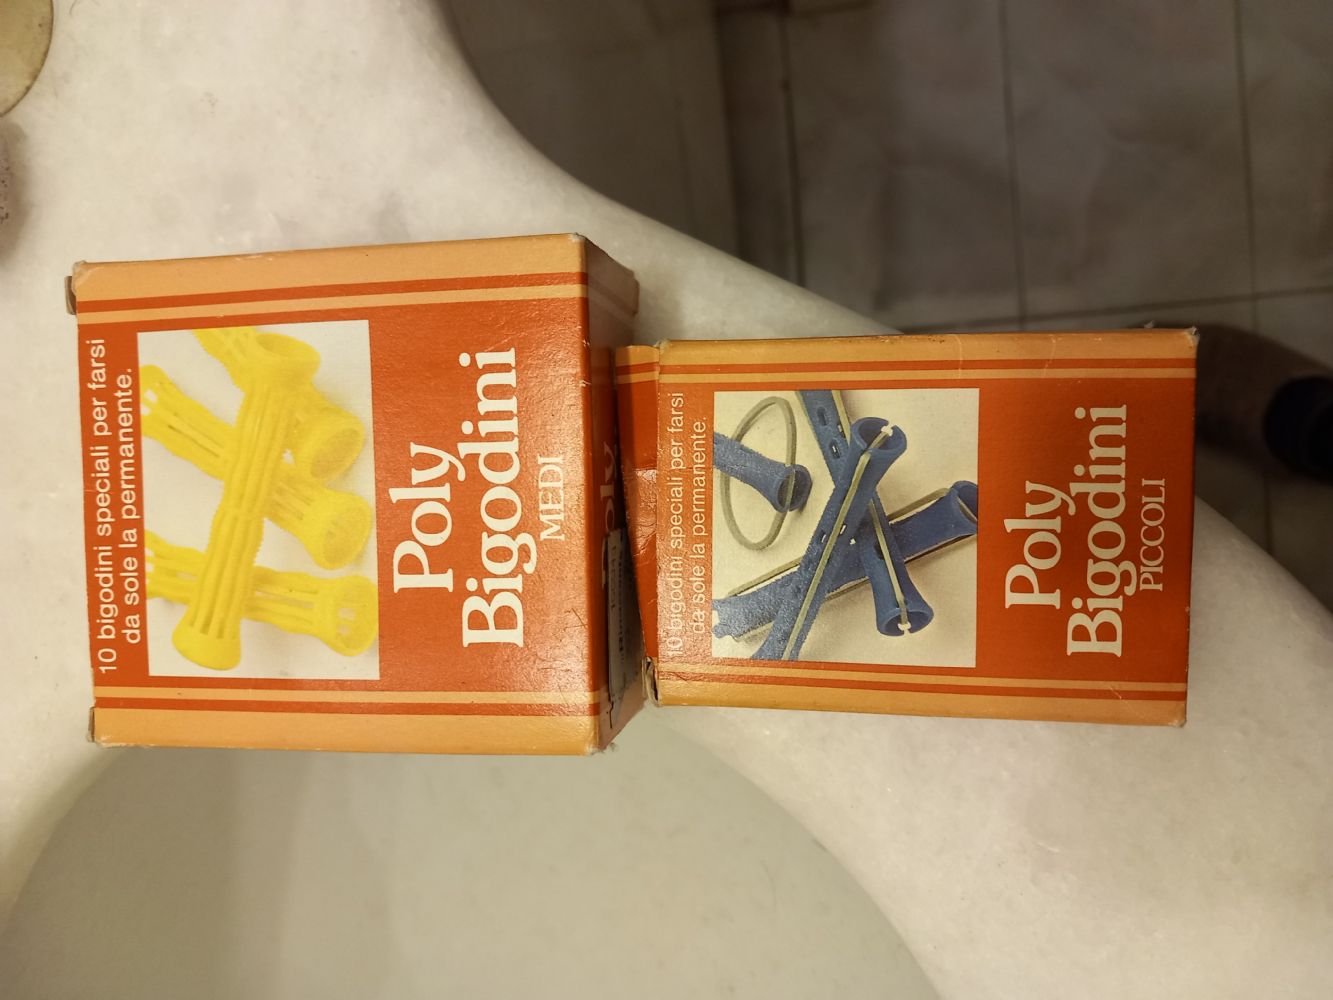 10 bigodini speciali per farsi
da sole la permanente.
Poly
Bigodini
MEDI
10 bigodini speciali per farsi
da sole la permanente.
Poly
Bigodini
PICCOLI